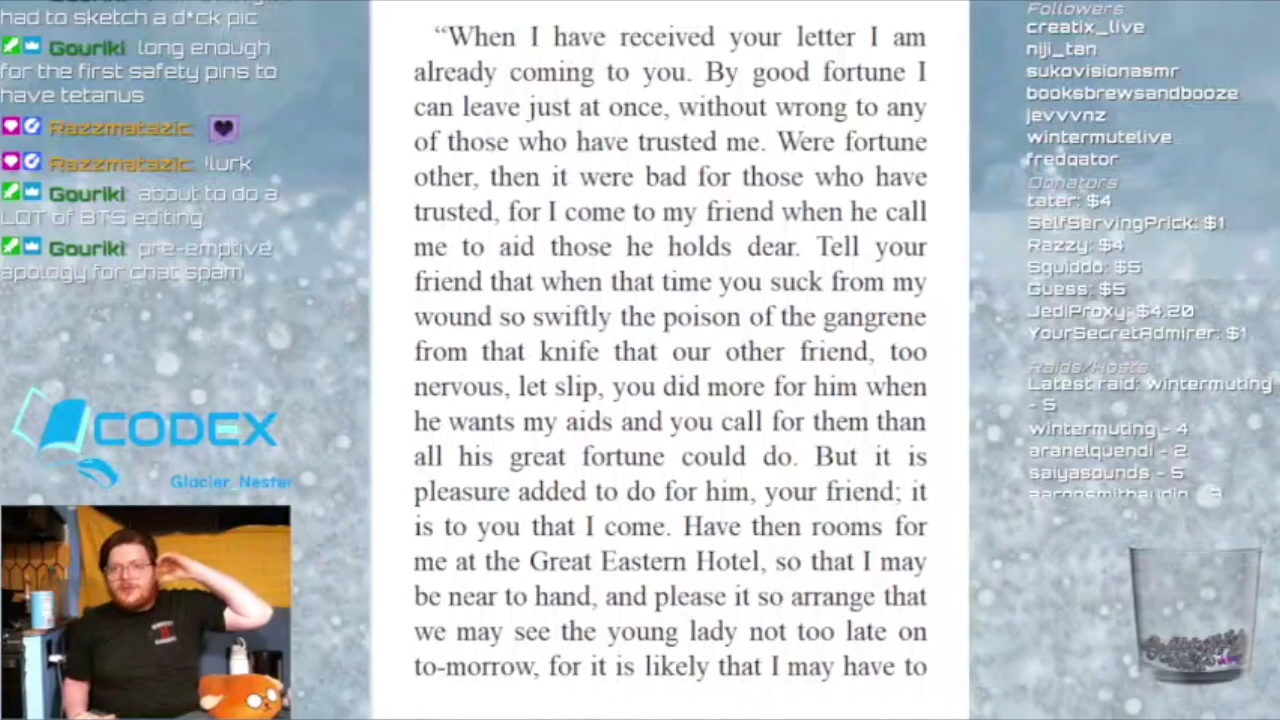 had to sketch a d*ck pic
Gouriki long enough
for the first safety pins to
have tetanus
Razzmatazic
Razzmatazic !lurk
Gouriki about to do a
LOT of BTS editing
Gouriki pre-emptive
apology for chat spam
CODEX
Glacier_Nester
“When I have received your letter I am
already coming to you. By good fortune I
can leave just at once, without wrong to any
of those who have trusted me. Were fortune
other, then it were bad for those who have
trusted, for I come to my friend when he call
me to aid those he holds dear. Tell your
friend that when that time you suck from my
wound so swiftly the poison of the gangrene
from that knife that our other friend, too
nervous, let slip, you did more for him when
he wants my aids and you call for them than
all his great fortune could do. But it is
pleasure added to do for him, your friend; it
is to you that I come. Have then rooms for
me at the Great Eastern Hotel, so that I may
be near to hand, and please it so arrange that
we may see the young lady not too late on
to-morrow, for it is likely that I may have to
Followers
creatix_live
niji_tan
sukovisionasmr
booksbrewsandbooze
jevvvnz
wintermutelive
fredgator
Donators
tater: $4
SelfServingPrick: $1
Razzy: $4
Squiddo: $5
Guess: $5
JediProxy: $4.20
YourSecretAdmirer: $1
Raids/Hosts
Latest raid: wintermuting
- 5
wintermuting - 4
aranelquendi - 2
saiyasounds - 5